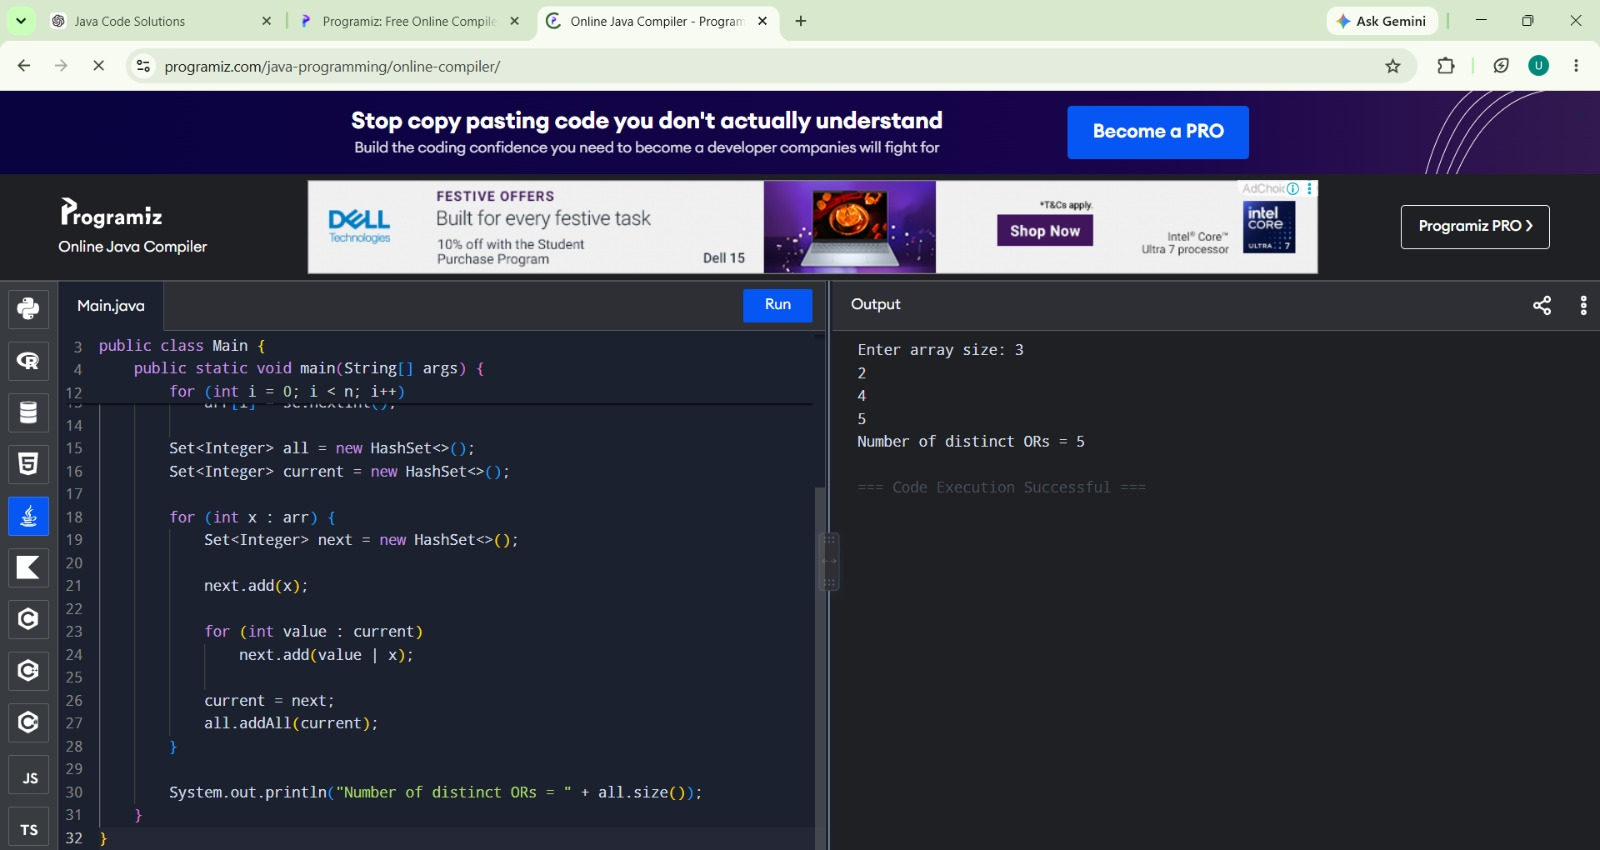 Java Code Solutions
Programiz: Free Online Compile
Online Java Compiler - Program
Ask Gemini
programiz.com/java-programming/online-compiler/
U
Stop copy pasting code you don't actually understand
Build the coding confidence you need to become a developer companies will fight for
Become a PRO
Programiz
Online Java Compiler
DELL
Technologies
FESTIVE OFFERS
Built for every festive task
10% off with the Student
Purchase Program
Dell 15
*T&Cs apply.
Shop Now
Intel® Core™
Ultra 7 processor
AdChoic
intel
CORE
ULTRA 7
Programiz PRO >
Main.java
Run
Output
3 public class Main {
4     public static void main(String[] args) {
12         for (int i = 0; i < n; i++)
13             arr[i] = sc.nextInt();
14
15         Set<Integer> all = new HashSet<>();
16         Set<Integer> current = new HashSet<>();
17
18         for (int x : arr) {
19             Set<Integer> next = new HashSet<>();
20
21             next.add(x);
22
23             for (int value : current)
24                 next.add(value | x);
25
26             current = next;
27             all.addAll(current);
28         }
29
30         System.out.println("Number of distinct ORs = " + all.size());
31     }
32 }
JS
TS
Enter array size: 3
2
4
5
Number of distinct ORs = 5
=== Code Execution Successful ===